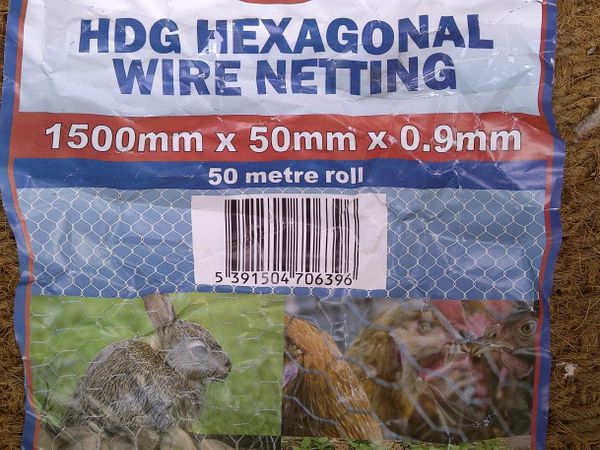 HDG HEXAGONAL
WIRE NETTING
1500mm x 50mm x 0.9mm
50 metre roll
5 391504 706396